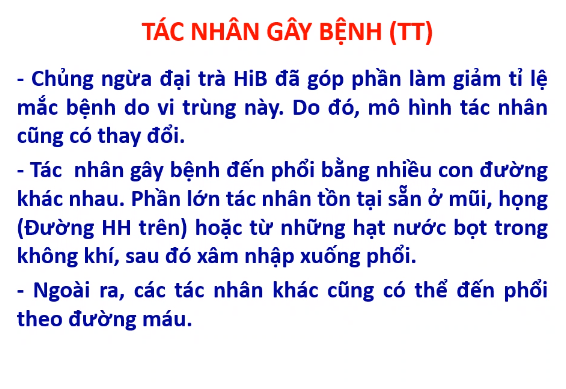 TÁC NHÂN GÂY BỆNH (TT)
- Chủng ngừa đại trà HiB đã góp phần làm giảm tỉ lệ
mắc bệnh do vi trùng này. Do đó, mô hình tác nhân
cũng có thay đổi.
- Tác nhân gây bệnh đến phổi bằng nhiều con đường
khác nhau. Phần lớn tác nhân tồn tại sẵn ở mũi, họng
(Đường HH trên) hoặc từ những hạt nước bọt trong
không khí, sau đó xâm nhập xuống phổi.
- Ngoài ra, các tác nhân khác cũng có thể đến phổi
theo đường máu.